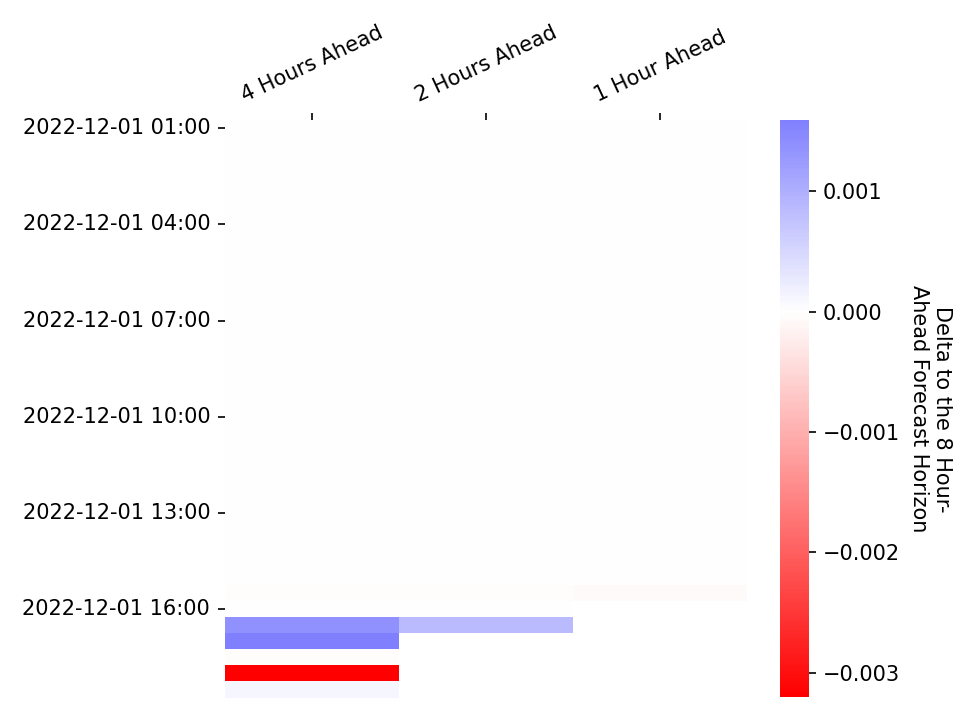 4 Hours Ahead
2 Hours Ahead
1 Hour Ahead
2022-12-01 01:00
2022-12-01 04:00
2022-12-01 07:00
2022-12-01 10:00
2022-12-01 13:00
2022-12-01 16:00
0.001
0.000
−0.001
−0.002
−0.003
Delta to the 8 Hour-
Ahead Forecast Horizon